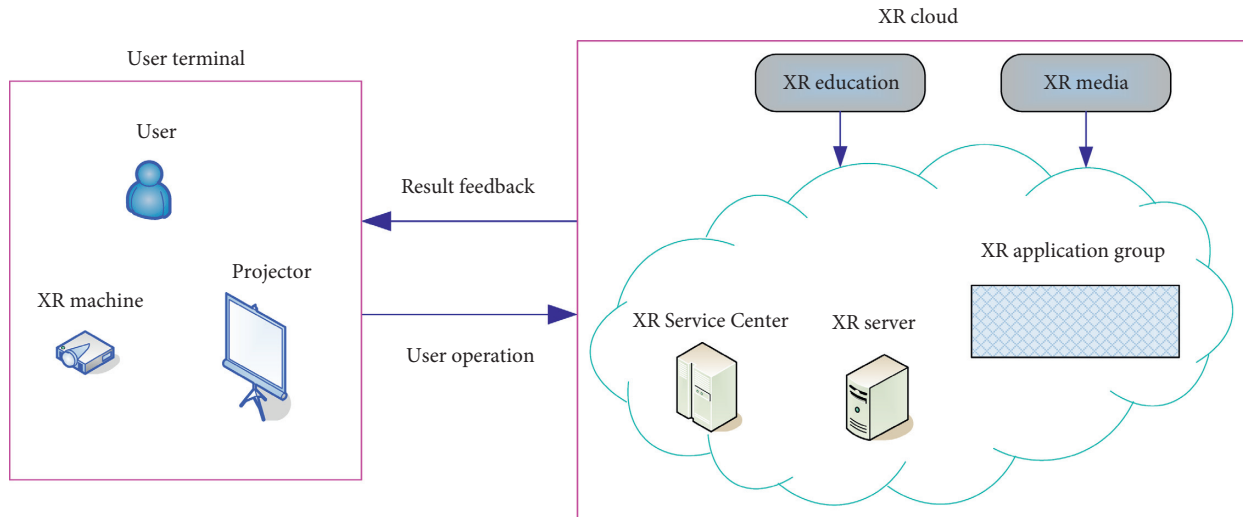 XR cloud
User terminal
XR education
XR media
User
Result feedback
XR application group
Projector
XR machine
XR Service Center
XR server
User operation